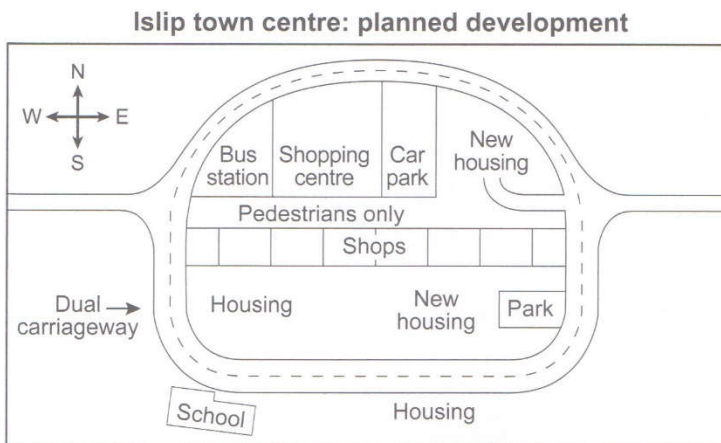 Islip town centre: planned development
N
W E
S
Bus station
Shopping centre
Car park
New housing
Pedestrians only
Shops
Dual carriageway
Housing
New housing
Park
School
Housing